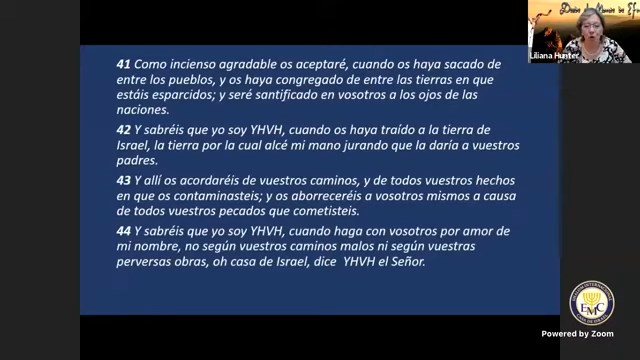 41 Como incienso agradable os aceptaré, cuando os haya sacado de
entre los pueblos, y os haya congregado de entre las tierras en que
estáis esparcidos; y seré santificado en vosotros a los ojos de las
naciones.
42 Y sabréis que yo soy YHVH, cuando os haya traído a la tierra de
Israel, la tierra por la cual alcé mi mano jurando que la daría a vuestros
padres.
43 Y allí os acordaréis de vuestros caminos, y de todos vuestros hechos
en que os contaminasteis; y os aborreceréis a vosotros mismos a causa
de todos vuestros pecados que cometisteis.
44 Y sabréis que yo soy YHVH, cuando haga con vosotros por amor de
mi nombre, no según vuestros caminos malos ni según vuestras
perversas obras, oh casa de Israel, dice YHVH el Señor.
Liliana Hunter
EMC
Powered by Zoom